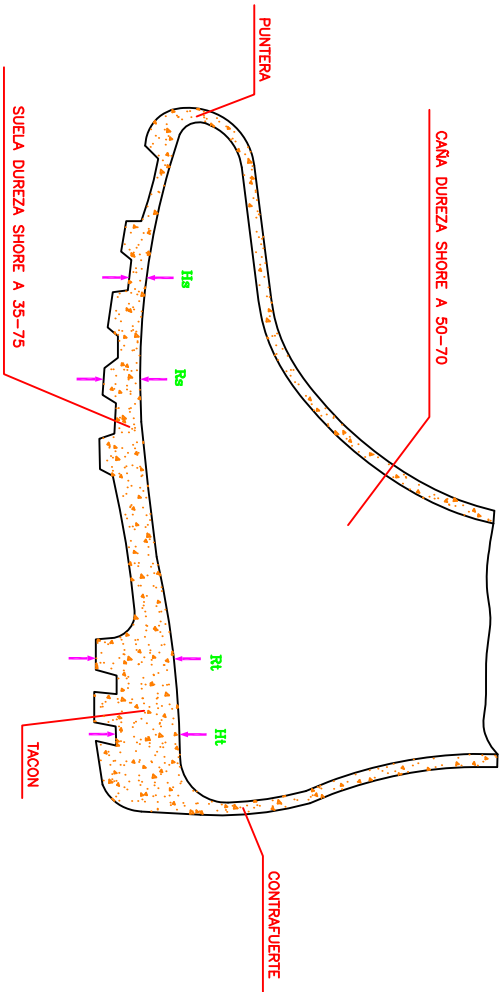 PUNTERA
CAÑA DUREZA SHORE A 50-70
SUELA DUREZA SHORE A 35-75
Hs
Rs
Rt
Ht
TACON
CONTRAFUERTE